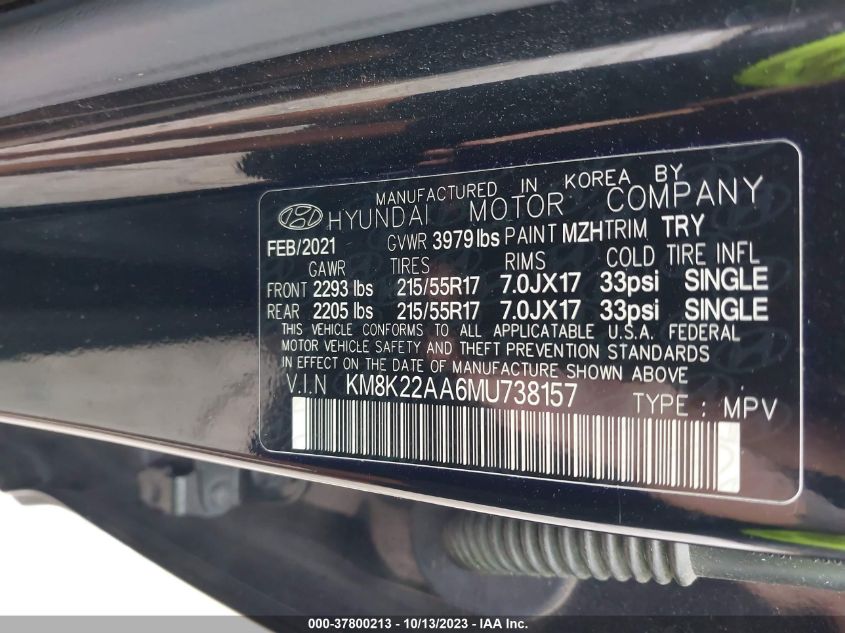 MANUFACTURED IN KOREA BY
HYUNDAI MOTOR COMPANY
FEB/2021 GVWR 3979 lbs PAINT MZH TRIM TRY
GAWR TIRES RIMS COLD TIRE INFL
FRONT 2293 lbs 215/55R17 7.0JX17 33psi SINGLE
REAR 2205 lbs 215/55R17 7.0JX17 33psi SINGLE
THIS VEHICLE CONFORMS TO ALL APPLICATABLE U.S.A. FEDERAL
MOTOR VEHICLE SAFETY AND THEFT PREVENTION STANDARDS
IN EFFECT ON THE DATE OF MANUFACTURE SHOWN ABOVE
V.I.N KM8K22AA6MU738157 TYPE : MPV
000-37800213 - 10/13/2023 - IAA Inc.